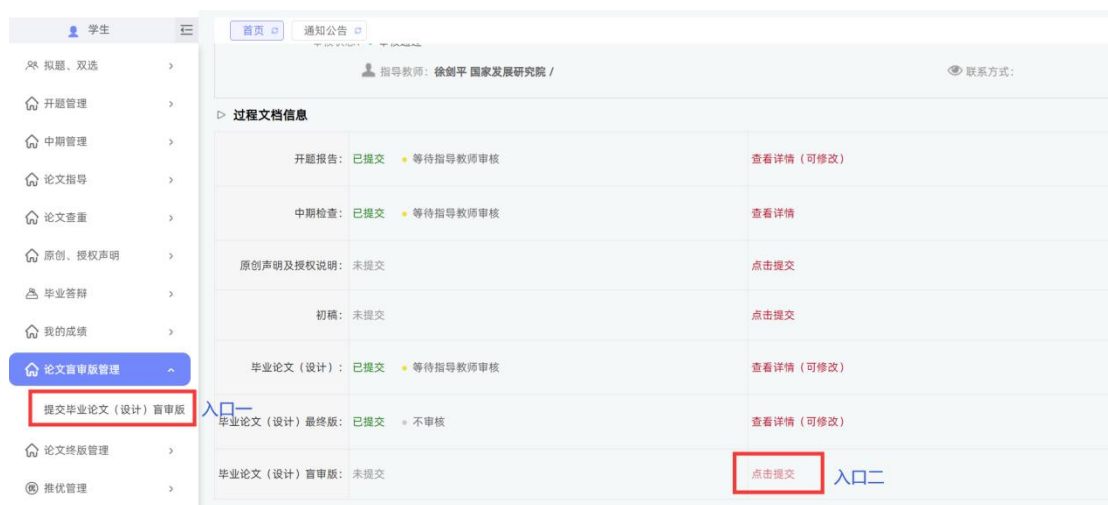 学生
首页
通知公告
拟题、双选
指导教师: 徐剑平 国家发展研究院 /
联系方式:
开题管理
过程文档信息
中期管理
开题报告: 已提交 等待指导教师审核 查看详情 (可修改)
论文指导
论文查重
中期检查: 已提交 等待指导教师审核 查看详情
原创、授权声明
原创声明及授权说明: 未提交 点击提交
毕业答辩
初稿: 未提交 点击提交
我的成绩
论文盲审版管理
毕业论文 (设计) : 已提交 等待指导教师审核 查看详情 (可修改)
提交毕业论文 (设计) 盲审版
入口一
毕业论文 (设计) 最终版: 已提交 不审核 查看详情 (可修改)
论文终版管理
毕业论文 (设计) 盲审版: 未提交 点击提交
入口二
优 推优管理